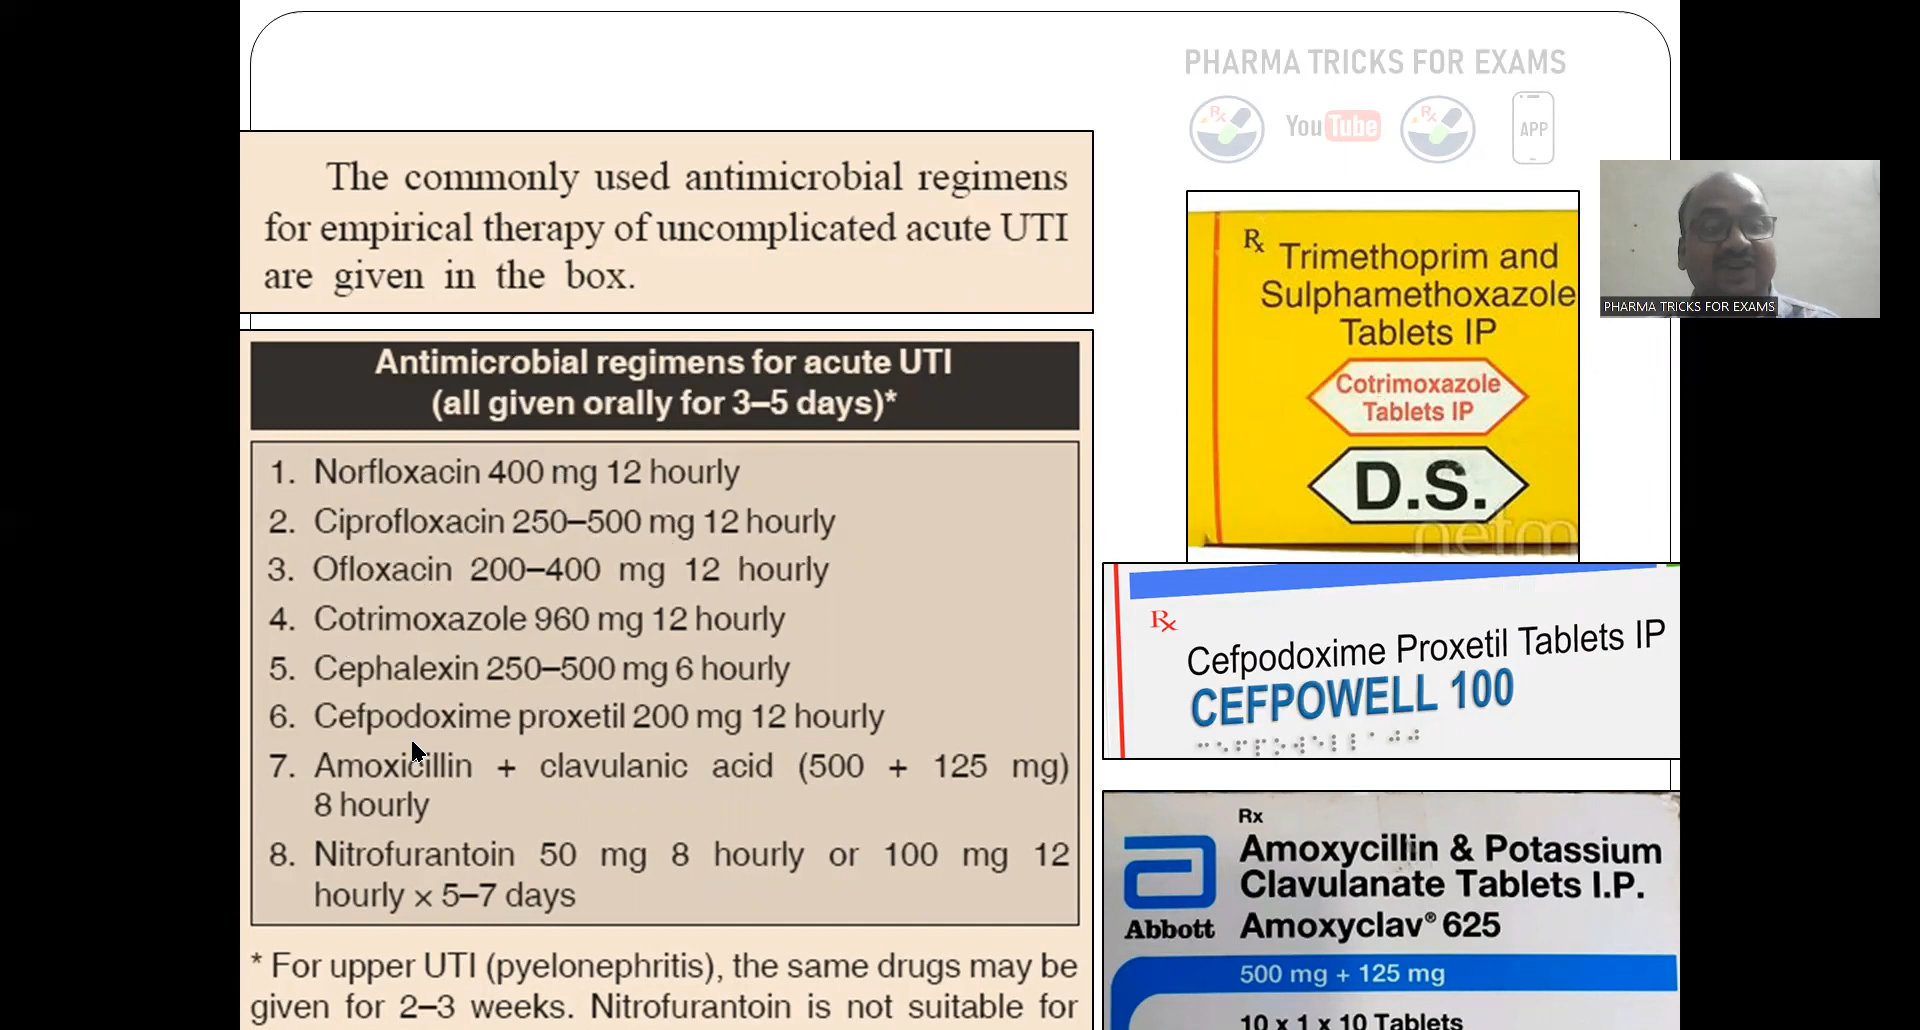 PHARMA TRICKS FOR EXAMS
Rx
You Tube
Rx
APP
The commonly used antimicrobial regimens
for empirical therapy of uncomplicated acute UTI
are given in the box.
Antimicrobial regimens for acute UTI
(all given orally for 3–5 days)*
1. Norfloxacin 400 mg 12 hourly
2. Ciprofloxacin 250–500 mg 12 hourly
3. Ofloxacin 200–400 mg 12 hourly
4. Cotrimoxazole 960 mg 12 hourly
5. Cephalexin 250–500 mg 6 hourly
6. Cefpodoxime proxetil 200 mg 12 hourly
7. Amoxicillin + clavulanic acid (500 + 125 mg)
8 hourly
8. Nitrofurantoin 50 mg 8 hourly or 100 mg 12
hourly × 5–7 days
* For upper UTI (pyelonephritis), the same drugs may be
given for 2–3 weeks. Nitrofurantoin is not suitable for
Rx Trimethoprim and
Sulphamethoxazole
Tablets IP
Cotrimoxazole
Tablets IP
D.S.
netm
PHARMA TRICKS FOR EXAMS
Rx
Cefpodoxime Proxetil Tablets IP
CEFPOWELL 100
Rx
Amoxycillin & Potassium
Clavulanate Tablets I.P.
Abbott Amoxyclav® 625
500 mg + 125 mg
10 x 1 x 10 Tablets